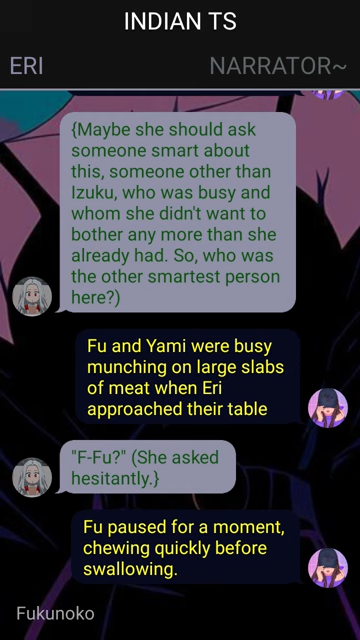 INDIAN TS
ERI
NARRATOR~
{Maybe she should ask
someone smart about
this, someone other than
Izuku, who was busy and
whom she didn't want to
bother any more than she
already had. So, who was
the other smartest person
here?)
Fu and Yami were busy
munching on large slabs
of meat when Eri
approached their table
"F-Fu?" (She asked
hesitantly.}
Fu paused for a moment,
chewing quickly before
swallowing.
Fukunoko